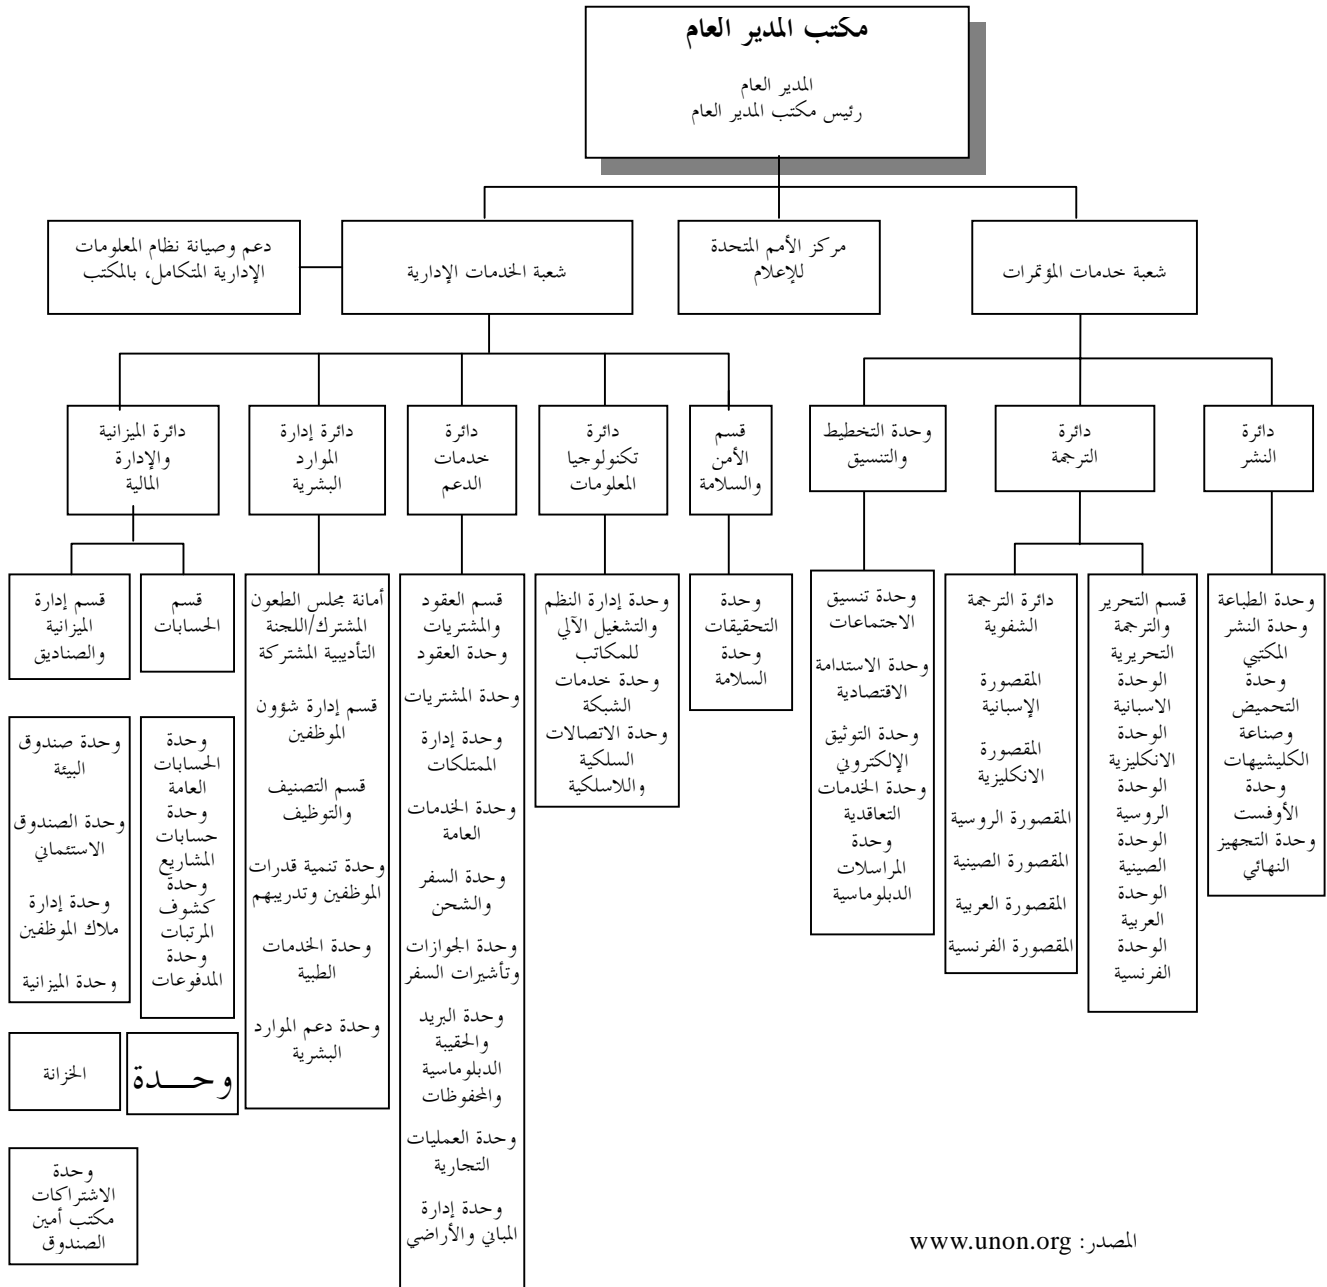 مكتب المدير العام
المدير العام
رئيس مكتب المدير العام
شعبة خدمات المؤتمرات
مركز الأمم المتحدة
للإعلام
شعبة الخدمات الإدارية
دعم وصيانة نظام المعلومات
الإدارية المتكامل، بالمكتب
دائرة
النشر
دائرة
الترجمة
وحدة التخطيط
والتنسيق
قسم
الأمن
والسلامة
دائرة
تكنولوجيا
المعلومات
دائرة
خدمات
الدعم
دائرة إدارة
الموارد
البشرية
دائرة الميزانية
والإدارة
المالية
وحدة الطباعة
وحدة النشر
المكتبي
وحدة
التحميض
وصناعة
الكليشيهات
وحدة
الأوفست
وحدة التجهيز
النهائي
قسم التحرير
والترجمة
التحريرية
الوحدة
الاسبانية
الوحدة
الانكليزية
الوحدة
الروسية
الوحدة
الصينية
الوحدة
العربية
الوحدة
الفرنسية
دائرة الترجمة
الشفوية
المقصورة
الإسبانية
المقصورة
الانكليزية
المقصورة الروسية
المقصورة الصينية
المقصورة العربية
المقصورة الفرنسية
وحدة تنسيق
الاجتماعات
وحدة الاستدامة
الاقتصادية
وحدة التوثيق
الإلكتروني
وحدة الخدمات
التعاقدية
وحدة
المراسلات
الدبلوماسية
وحدة
التحقيقات
وحدة
السلامة
وحدة إدارة النظم
والتشغيل الآلي
للمكاتب
وحدة خدمات
الشبكة
وحدة الاتصالات
السلكية
واللاسلكية
قسم العقود
والمشتريات
وحدة العقود
وحدة المشتريات
وحدة إدارة
الممتلكات
وحدة الخدمات
العامة
وحدة السفر
والشحن
وحدة الجوازات
وتأشيرات السفر
وحدة البريد
والحقيبة
الدبلوماسية
والمحفوظات
وحدة العمليات
التجارية
وحدة إدارة
المباني والأراضي
أمانة مجلس الطعون
المشترك/اللجنة
التأديبية المشتركة
قسم إدارة شؤون
الموظفين
قسم التصنيف
والتوظيف
وحدة تنمية قدرات
الموظفين وتدريبهم
وحدة الخدمات
الطبية
وحدة دعم الموارد
البشرية
قسم
الحسابات
وحدة
الحسابات
العامة
وحدة
حسابات
المشاريع
وحدة
كشوف
المرتبات
وحدة
المدفوعات
وحـــدة
قسم إدارة
الميزانية
والصناديق
وحدة صندوق
البيئة
وحدة الصندوق
الاستئماني
وحدة إدارة
ملاك الموظفين
وحدة الميزانية
الخزانة
وحدة
الاشتراكات
مكتب أمين
الصندوق
المصدر: www.unon.org